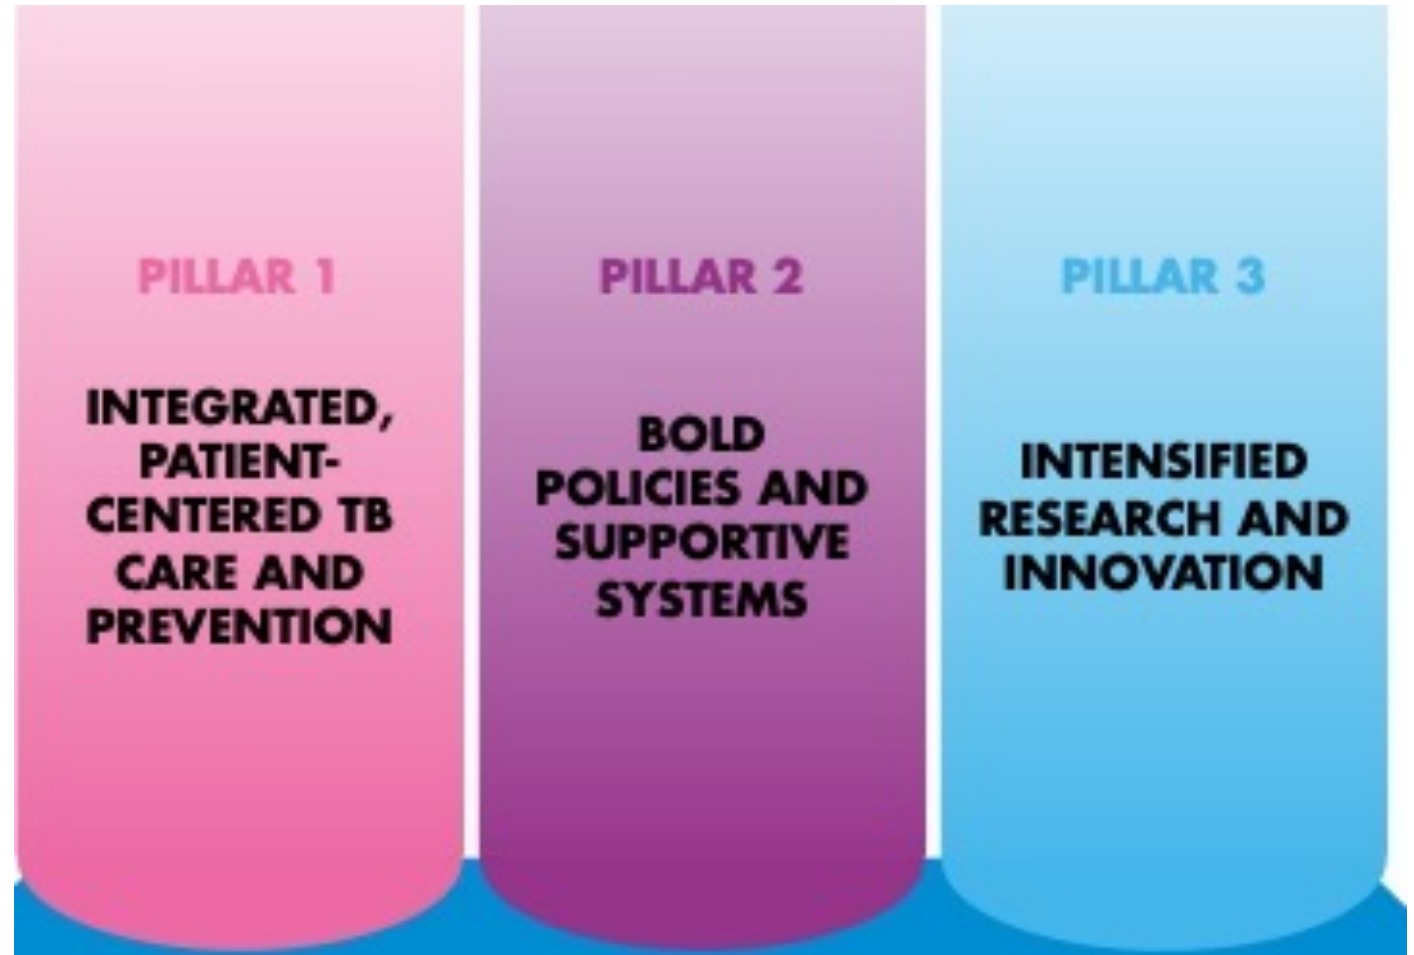 PILLAR 1
INTEGRATED,
PATIENT-
CENTERED TB
CARE AND
PREVENTION
PILLAR 2
BOLD
POLICIES AND
SUPPORTIVE
SYSTEMS
PILLAR 3
INTENSIFIED
RESEARCH AND
INNOVATION